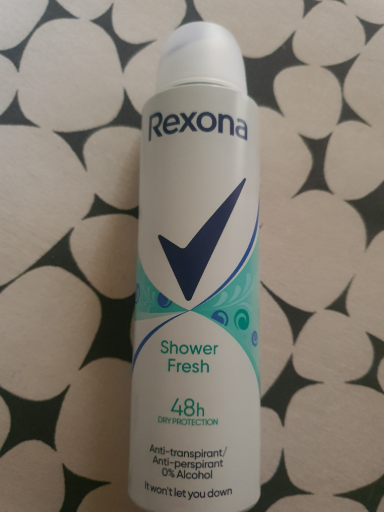 Rexona
Shower
Fresh
48h
DRY PROTECTION
Anti-transpirant/
Anti-perspirant
0% Alcohol
it won't let you down